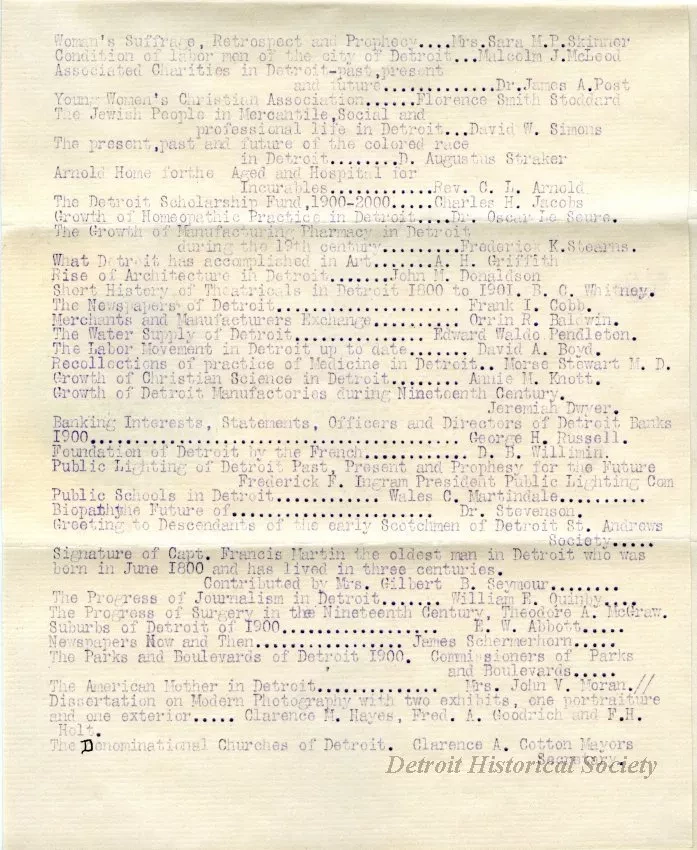 Woman's Suffrage, Retrospect and Prophecy....Mrs.Sara M.P.Skinner
Condition of labor men of the city of Detroit...Malcolm J.McLeod
Associated Charities in Detroit-past,present
and future..............Dr.James A.Post
Young Women's Christian Association......Florence Smith Stoddard
The Jewish People in Mercantile,Social and
professional life in Detroit...David W. Simons
The present,past and future of the colored race
in Detroit........D. Augustus Straker
Arnold Home forthe Aged and Hospital for
Incurables.............Rev. C. L. Arnold
The Detroit Scholarship Fund,1900-2000.....Charles H. Jacobs
Growth of Homeopathic Practice in Detroit....Dr. Oscar Le Seure.
The Growth of Manufacturing Pharmacy in Detroit
during the 19th century..........Frederick K.Stearns.
What Detroit has accomplished in Art.......A. H. Griffith
Rise of Architecture in Detroit........John M. Donaldson
Short History of Theatricals in Detroit I800 to I90I. B. C. Whitney.
The Newspapers of Detroit....................... Frank I. Cobb.
Merchants and Manufacturers Exchange........... Orrin R. Baldwin.
The Water Supply of Detroit................ Edward Waldo Pendleton.
The Labor Movement in Detroit up to date....... David A. Boyd.
Recollections of practice of Medicine in Detroit.. Morse Stewart M. D.
Growth of Christian Science in Detroit........ Annie M. Knott.
Growth of Detroit Manufactories during Nineteenth Century.
Jeremiah Dwyer.
Banking Interests, Statements, Officers and Directors of Detroit Banks
I900.............................................. George H. Russell.
Foundation of Detroit by the French............. D. B. Willimin.
Public Lighting of Detroit Past, Present and Prophesy for the Future
Frederick F. Ingram President Public Lighting Com
Public Schools in Detroit............. Wales C. Martindale...........
Biopathyhe Future of......................... Dr. Stevenson.
Greeting to Descendants of the early Scotchmen of Detroit St. Andrews
Society.....
Signature of Capt. Francis Martin the oldest man in Detroit who was
born in June I800 and has lived in three centuries.
Contributed by Mrs. Gilbert B. Seymour.........
The Progress of Journalism in Detroit....... William E. Quinby....
The Progress of Surgery in the Nineteenth Century, Theodore A. McGraw.
Suburbs of Detroit of I900................... E. W. Abbott.....
Newspapers Now and Then.................. James Schermerhorn.....
The Parks and Boulevards of Detroit I900. Commissioners of Parks
and Boulevards.....
The American Mother in Detroit............... Mrs. John V. Moran.//
Dissertation on Modern Photography with two exhibits, one portraiture
and one exterior..... Clarence M. Hayes, Fred. A. Goodrich and F.H.
Holt.
The Denominational Churches of Detroit. Clarence A. Cotton Mayors
Secretary.
Detroit Historical Society